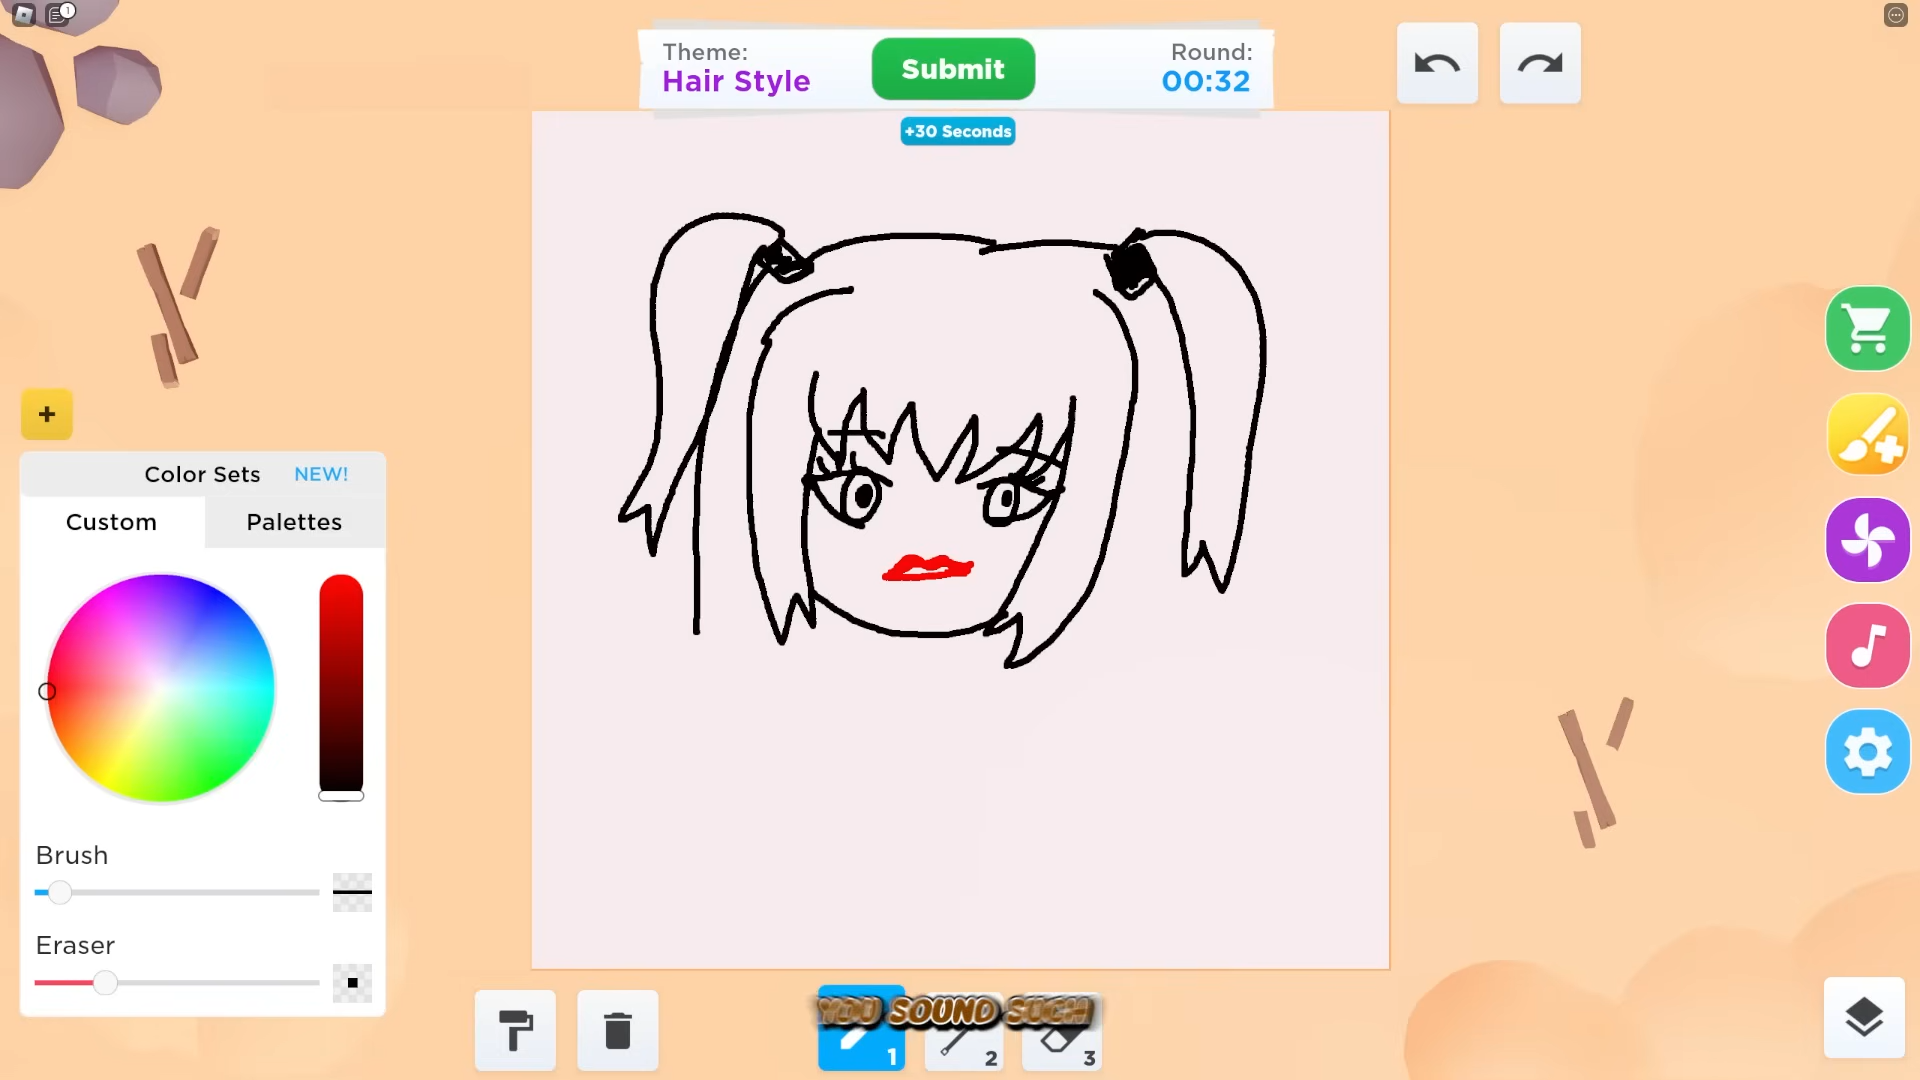 1
Theme:
Hair Style
Submit
Round:
00:32
+30 Seconds
+
Color Sets NEW!
Custom
Palettes
Brush
Eraser
YOU SOUND SUCH
1
2
3